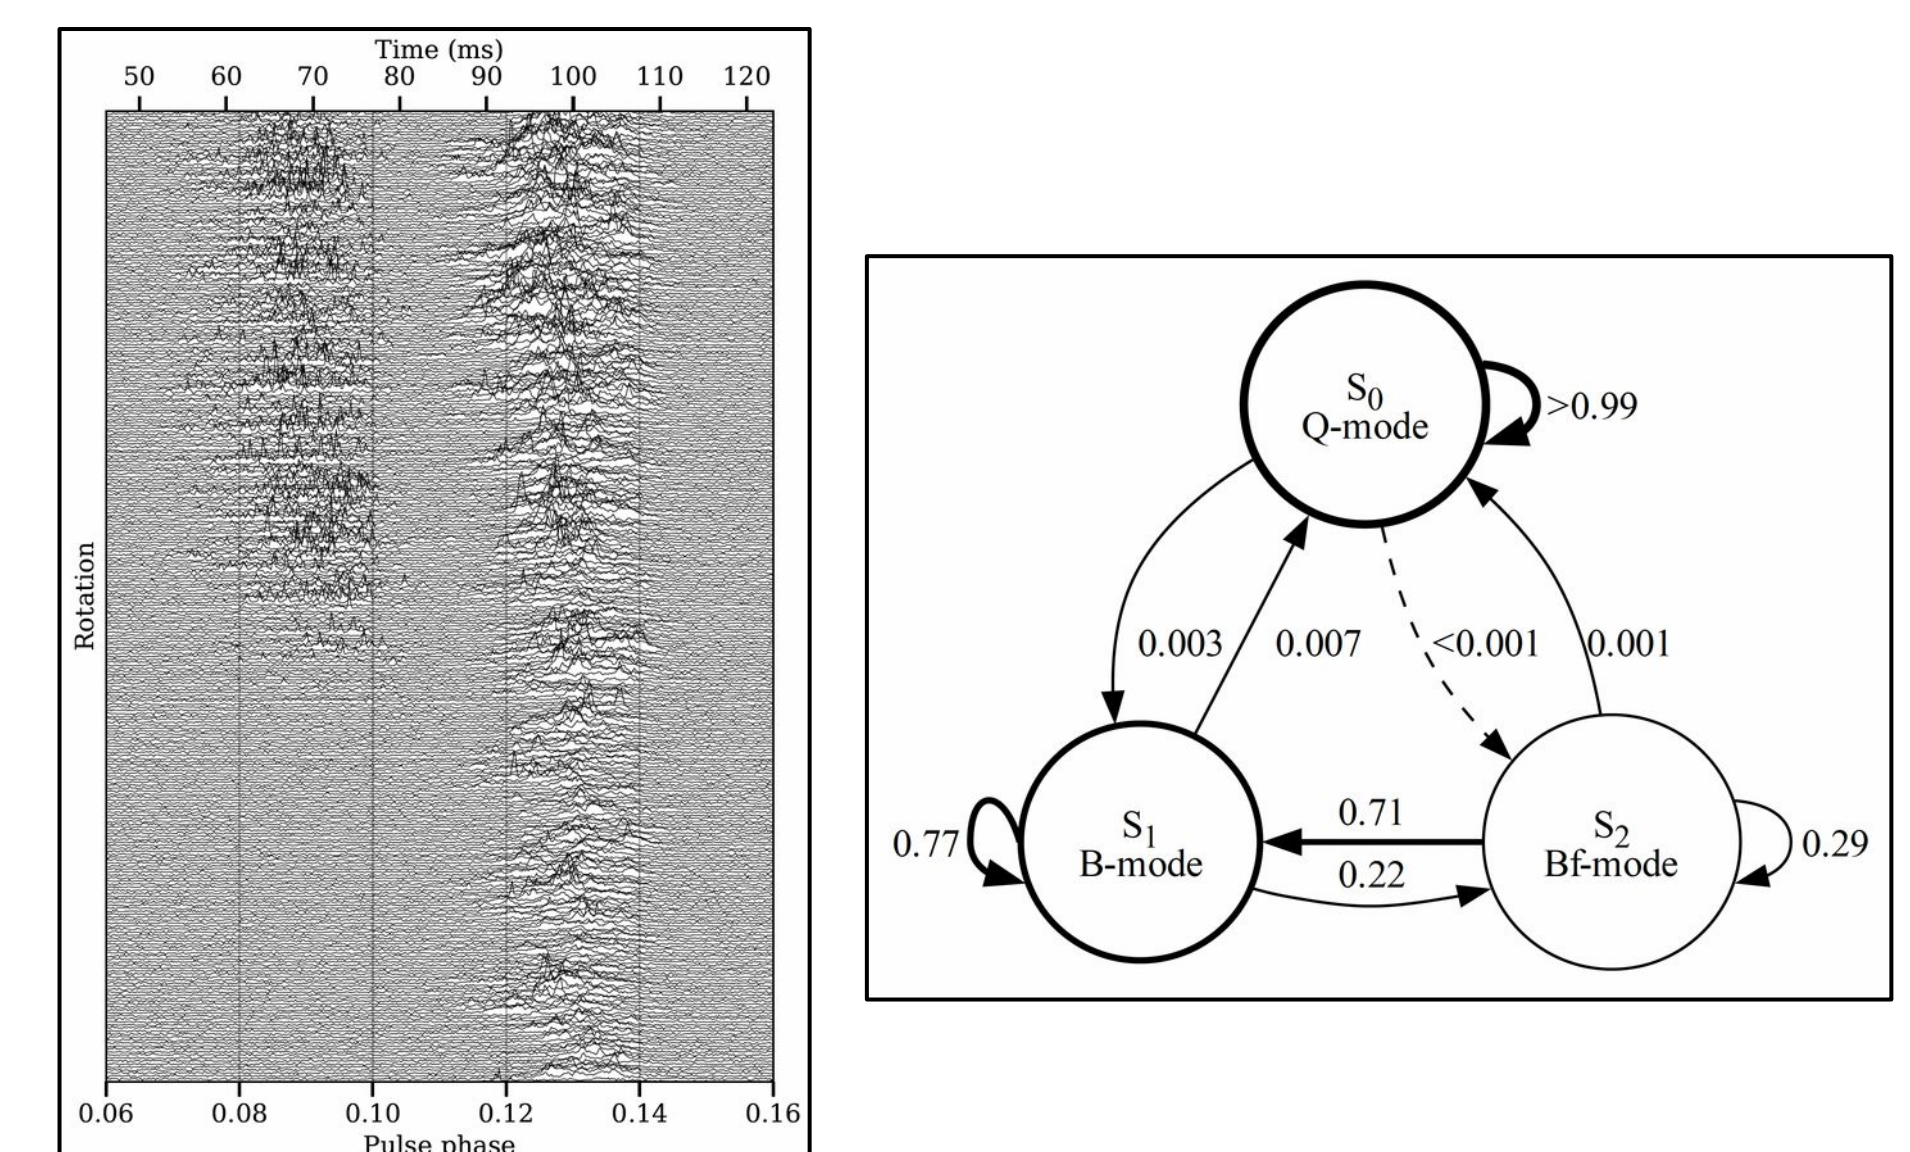 Time (ms)
50 60 70 80 90 100 110 120
Rotation
0.06 0.08 0.10 0.12 0.14 0.16
Pulse phase
S0
Q-mode
>0.99
0.003 0.007 <0.001 0.001
0.77
S1
B-mode
0.71
0.22
S2
Bf-mode
0.29